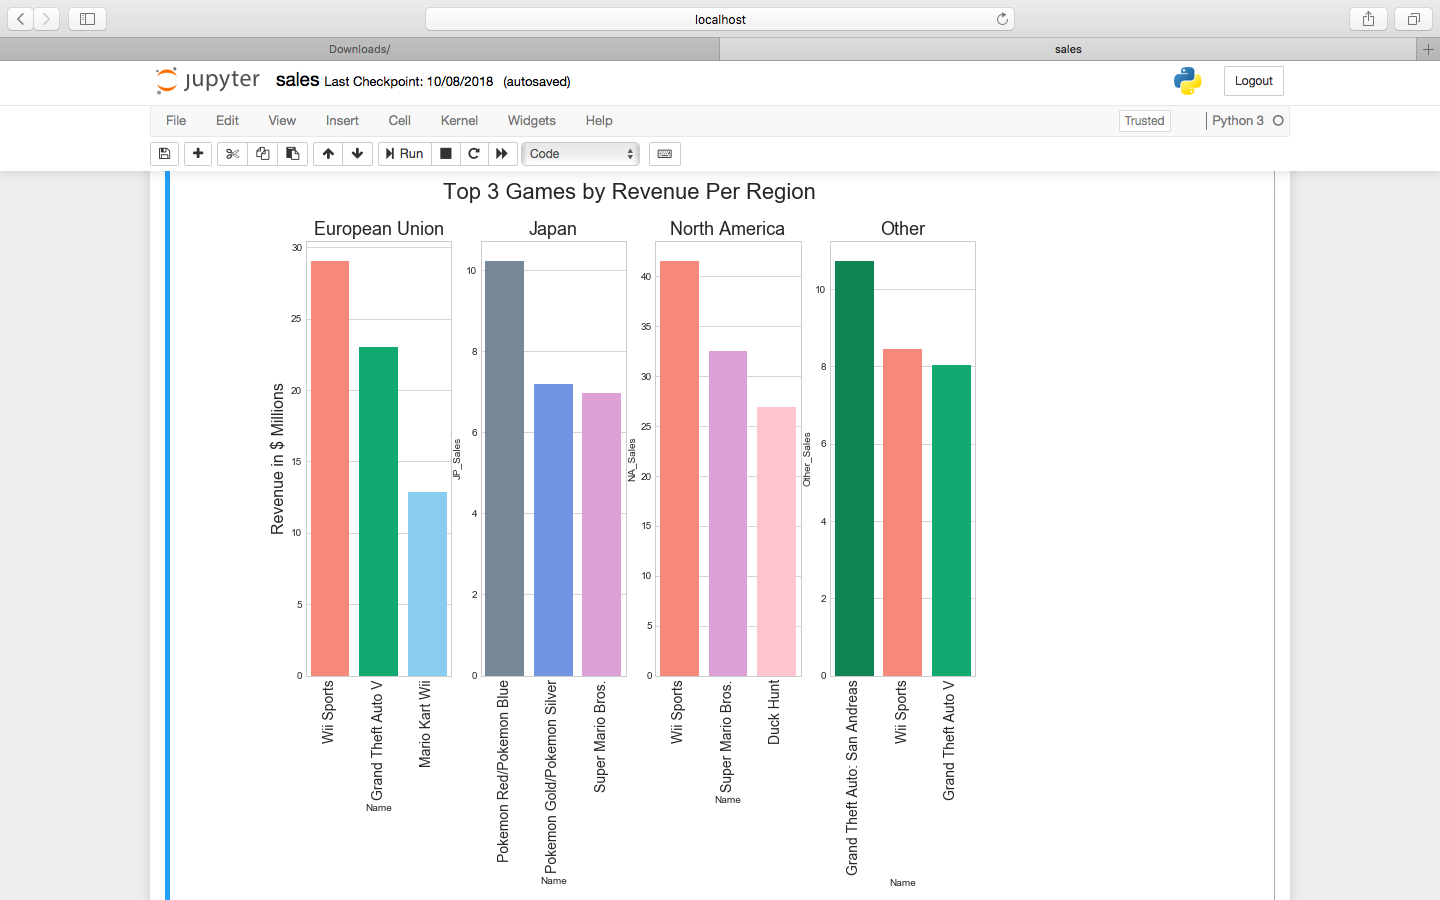 localhost
Downloads/
sales
jupyter sales Last Checkpoint: 10/08/2018 (autosaved)
Logout
File Edit View Insert Cell Kernel Widgets Help
Trusted Python 3
Run Code
Top 3 Games by Revenue Per Region
European Union
Revenue in $ Millions
30
25
20
15
10
5
0
Wii Sports
Grand Theft Auto V
Mario Kart Wii
Name
Japan
JP_Sales
10
8
6
4
2
0
Pokemon Red/Pokemon Blue
Pokemon Gold/Pokemon Silver
Super Mario Bros.
Name
North America
NA_Sales
40
35
30
25
20
15
10
5
0
Wii Sports
Super Mario Bros.
Duck Hunt
Name
Other
Other_Sales
10
8
6
4
2
0
Grand Theft Auto: San Andreas
Wii Sports
Grand Theft Auto V
Name